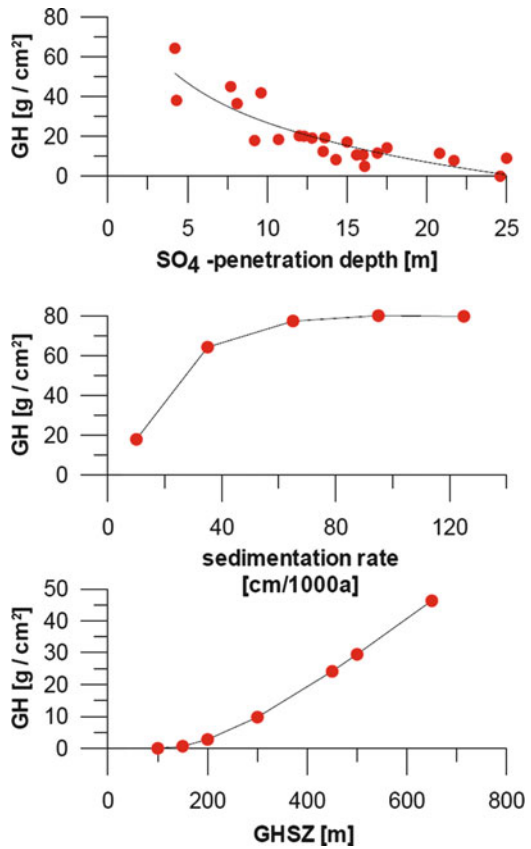 GH [g / cm²]
80
60
40
20
0
0 5 10 15 20 25
SO₄ -penetration depth [m]
GH [g / cm²]
80
60
40
20
0
0 40 80 120
sedimentation rate
[cm/1000a]
GH [g / cm²]
50
40
30
20
10
0
0 200 400 600 800
GHSZ [m]